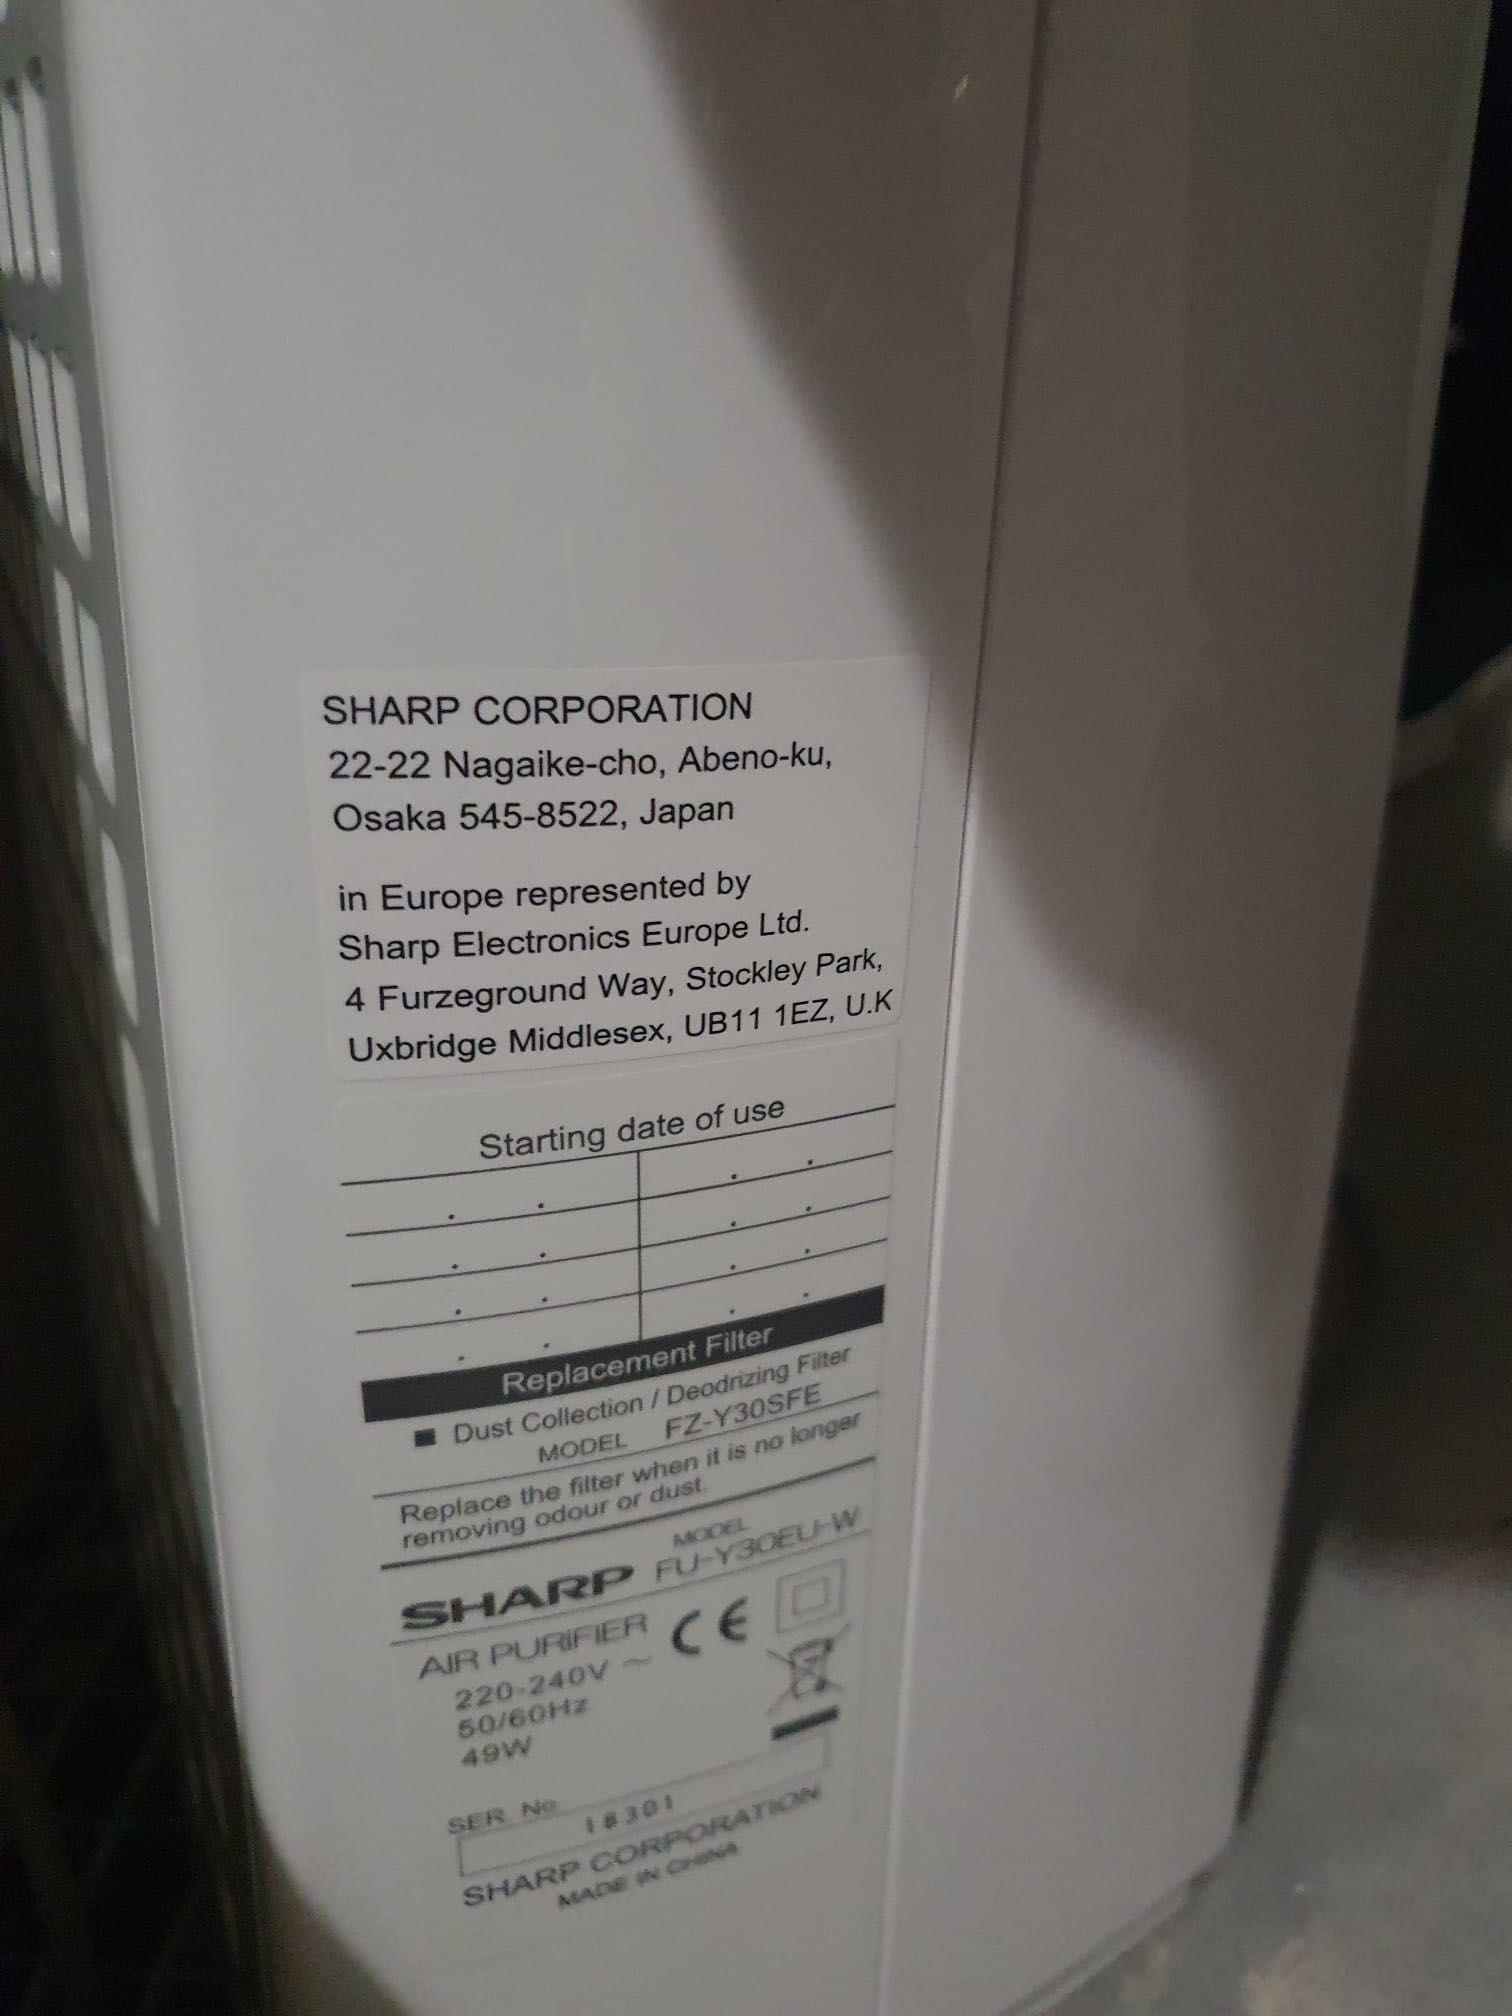 SHARP CORPORATION
22-22 Nagaike-cho, Abeno-ku,
Osaka 545-8522, Japan
in Europe represented by
Sharp Electronics Europe Ltd.
4 Furzeground Way, Stockley Park,
Uxbridge Middlesex, UB11 1EZ, U.K
Starting date of use
Replacement Filter
■ Dust Collection / Deodrizing Filter
MODEL FZ-Y30SFE
Replace the filter when it is no longer
removing odour or dust.
MODEL
SHARP FU-Y30EU-W
AIR PURIFIER CE
220-240V ~
50/60Hz
49W
SER. No.
18301
SHARP CORPORATION
MADE IN CHINA